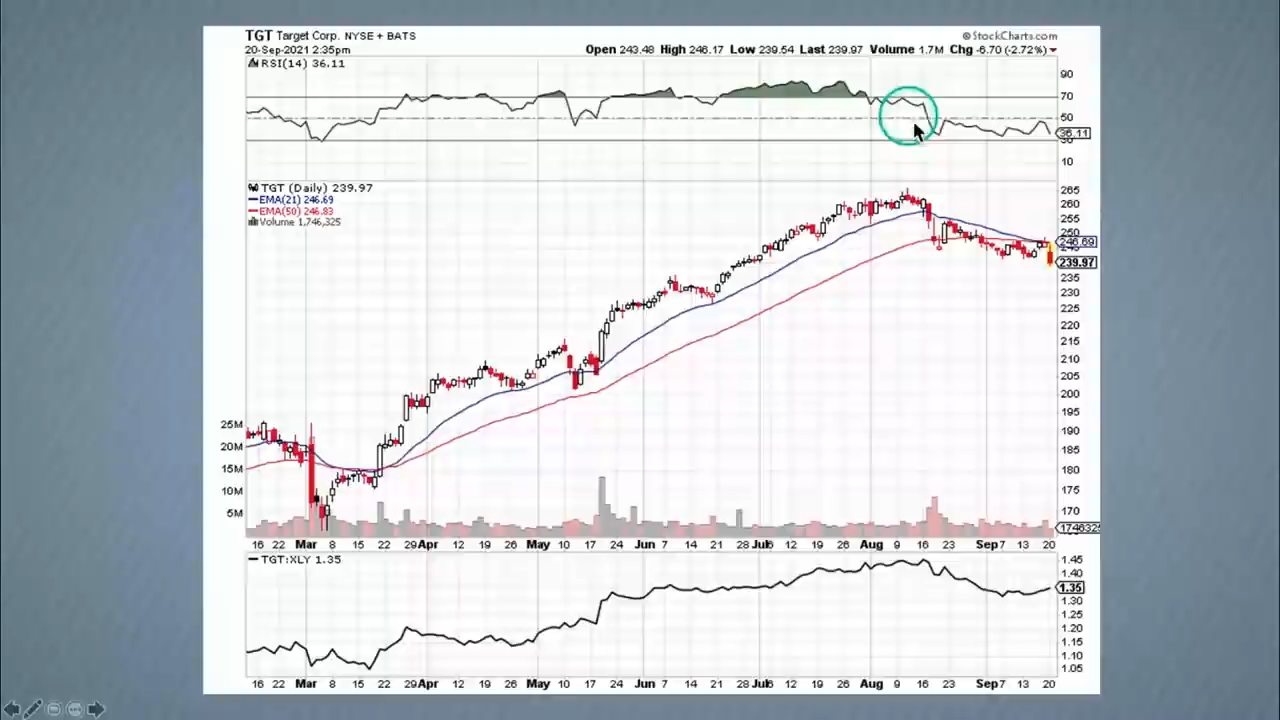 TGT Target Corp. NYSE + BATS
© StockCharts.com
20-Sep-2021 2:35pm
Open 243.48 High 246.17 Low 239.54 Last 239.97 Volume 1.7M Chg -6.70 (-2.72%)
RSI(14) 36.11
90
70
50
36.11
30
10
TGT (Daily) 239.97
EMA(21) 246.69
EMA(50) 246.83
Volume 1,746,325
265
260
255
250
246.69
239.97
235
230
225
220
215
210
205
200
195
190
185
180
175
170
25M
20M
15M
10M
5M
1746325
16 22 Mar 8 15 22 29 Apr 12 19 26 May 10 17 24 Jun 7 14 21 28 Jul 6 12 19 26 Aug 9 16 23 Sep 7 13 20
TGT:XLY 1.35
1.45
1.40
1.35
1.30
1.25
1.20
1.15
1.10
1.05
16 22 Mar 8 15 22 29 Apr 12 19 26 May 10 17 24 Jun 7 14 21 28 Jul 6 12 19 26 Aug 9 16 23 Sep 7 13 20